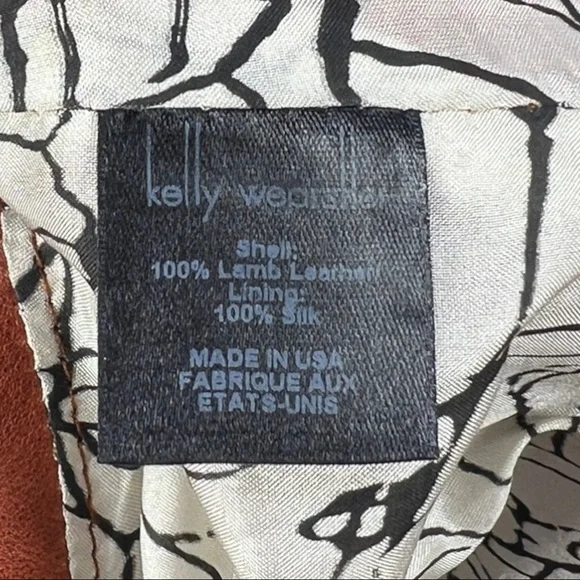 kelly wearstler
Shell:
100% Lamb Leather/
Lining:
100% Silk
MADE IN USA
FABRIQUE AUX
ETATS-UNIS